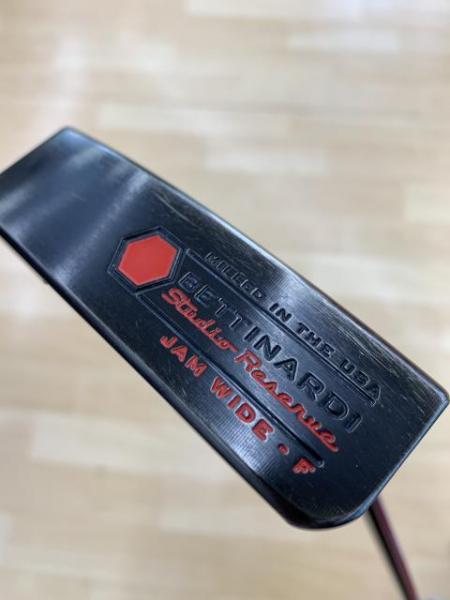 MILLED IN THE USA
BETTINARDI
Studio Reserve
JAM WIDE - F